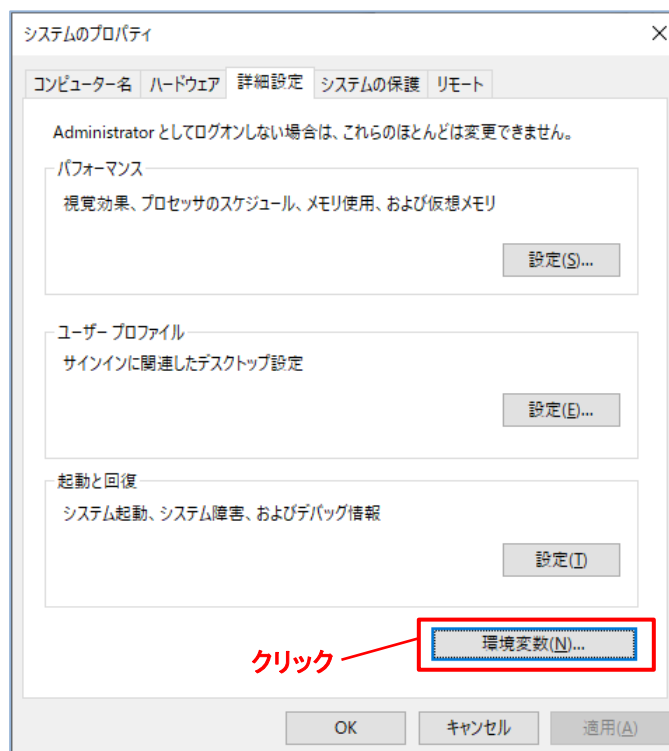 システムのプロパティ
コンピューター名 ハードウェア 詳細設定 システムの保護 リモート
Administrator としてログオンしない場合は、これらのほとんどは変更できません。
パフォーマンス
視覚効果、プロセッサのスケジュール、メモリ使用、および仮想メモリ
設定(S)...
ユーザー プロファイル
サインインに関連したデスクトップ設定
設定(E)...
起動と回復
システム起動、システム障害、およびデバッグ情報
設定(T)
環境変数(N)...
クリック
OK キャンセル 適用(A)